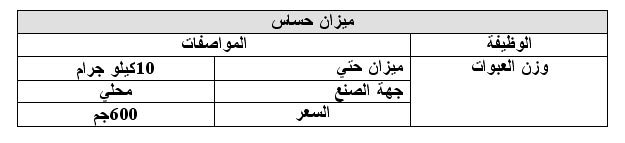 ميزان حساس
الوظيفة المواصفات
وزن العبوات ميزان حتي 10كيلو جرام
جهة الصنع محلي
السعر 600جم